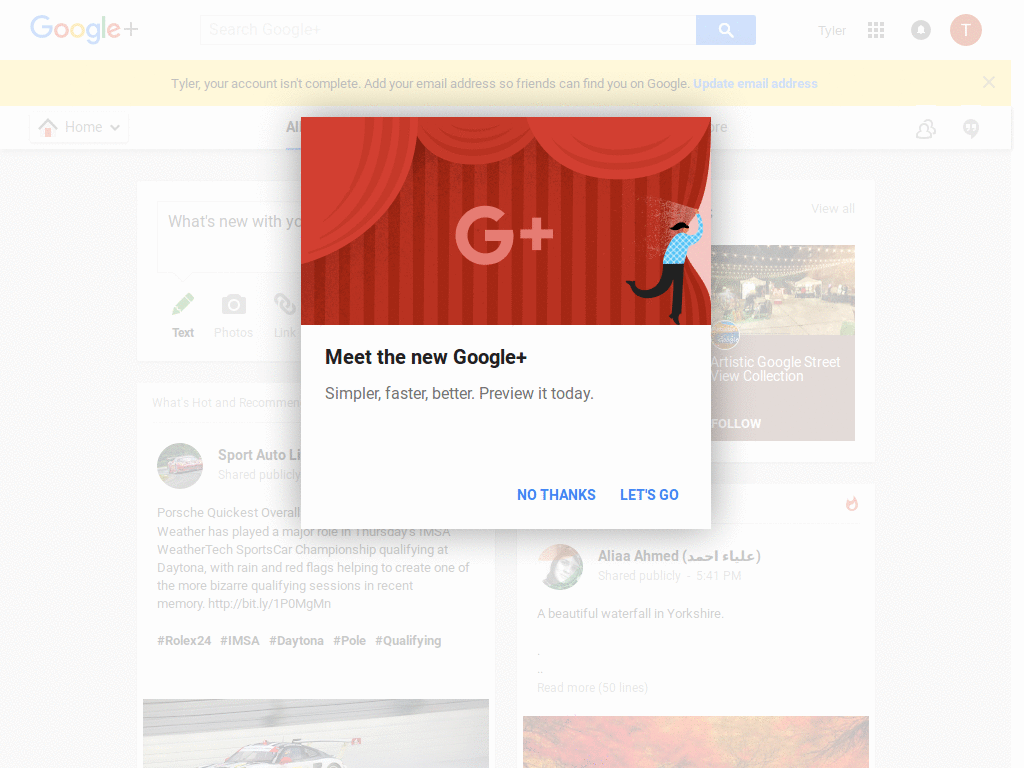 Google+
Search Google+
Tyler
T
Tyler, your account isn't complete. Add your email address so friends can find you on Google. Update email address
Home
All
ore
What's new with yo
View all
G+
Text
Photos
Link
Artistic Google Street
View Collection
FOLLOW
Meet the new Google+
Simpler, faster, better. Preview it today.
NO THANKS
LET'S GO
What's Hot and Recommen
Sport Auto Li
Shared publicly
Porsche Quickest Overall
Weather has played a major role in Thursday's IMSA
WeatherTech SportsCar Championship qualifying at
Daytona, with rain and red flags helping to create one of
the more bizarre qualifying sessions in recent
memory. http://bit.ly/1P0MgMn
#Rolex24 #IMSA #Daytona #Pole #Qualifying
Aliaa Ahmed (علياء احمد)
Shared publicly - 5:41 PM
A beautiful waterfall in Yorkshire.
.
..
Read more (50 lines)